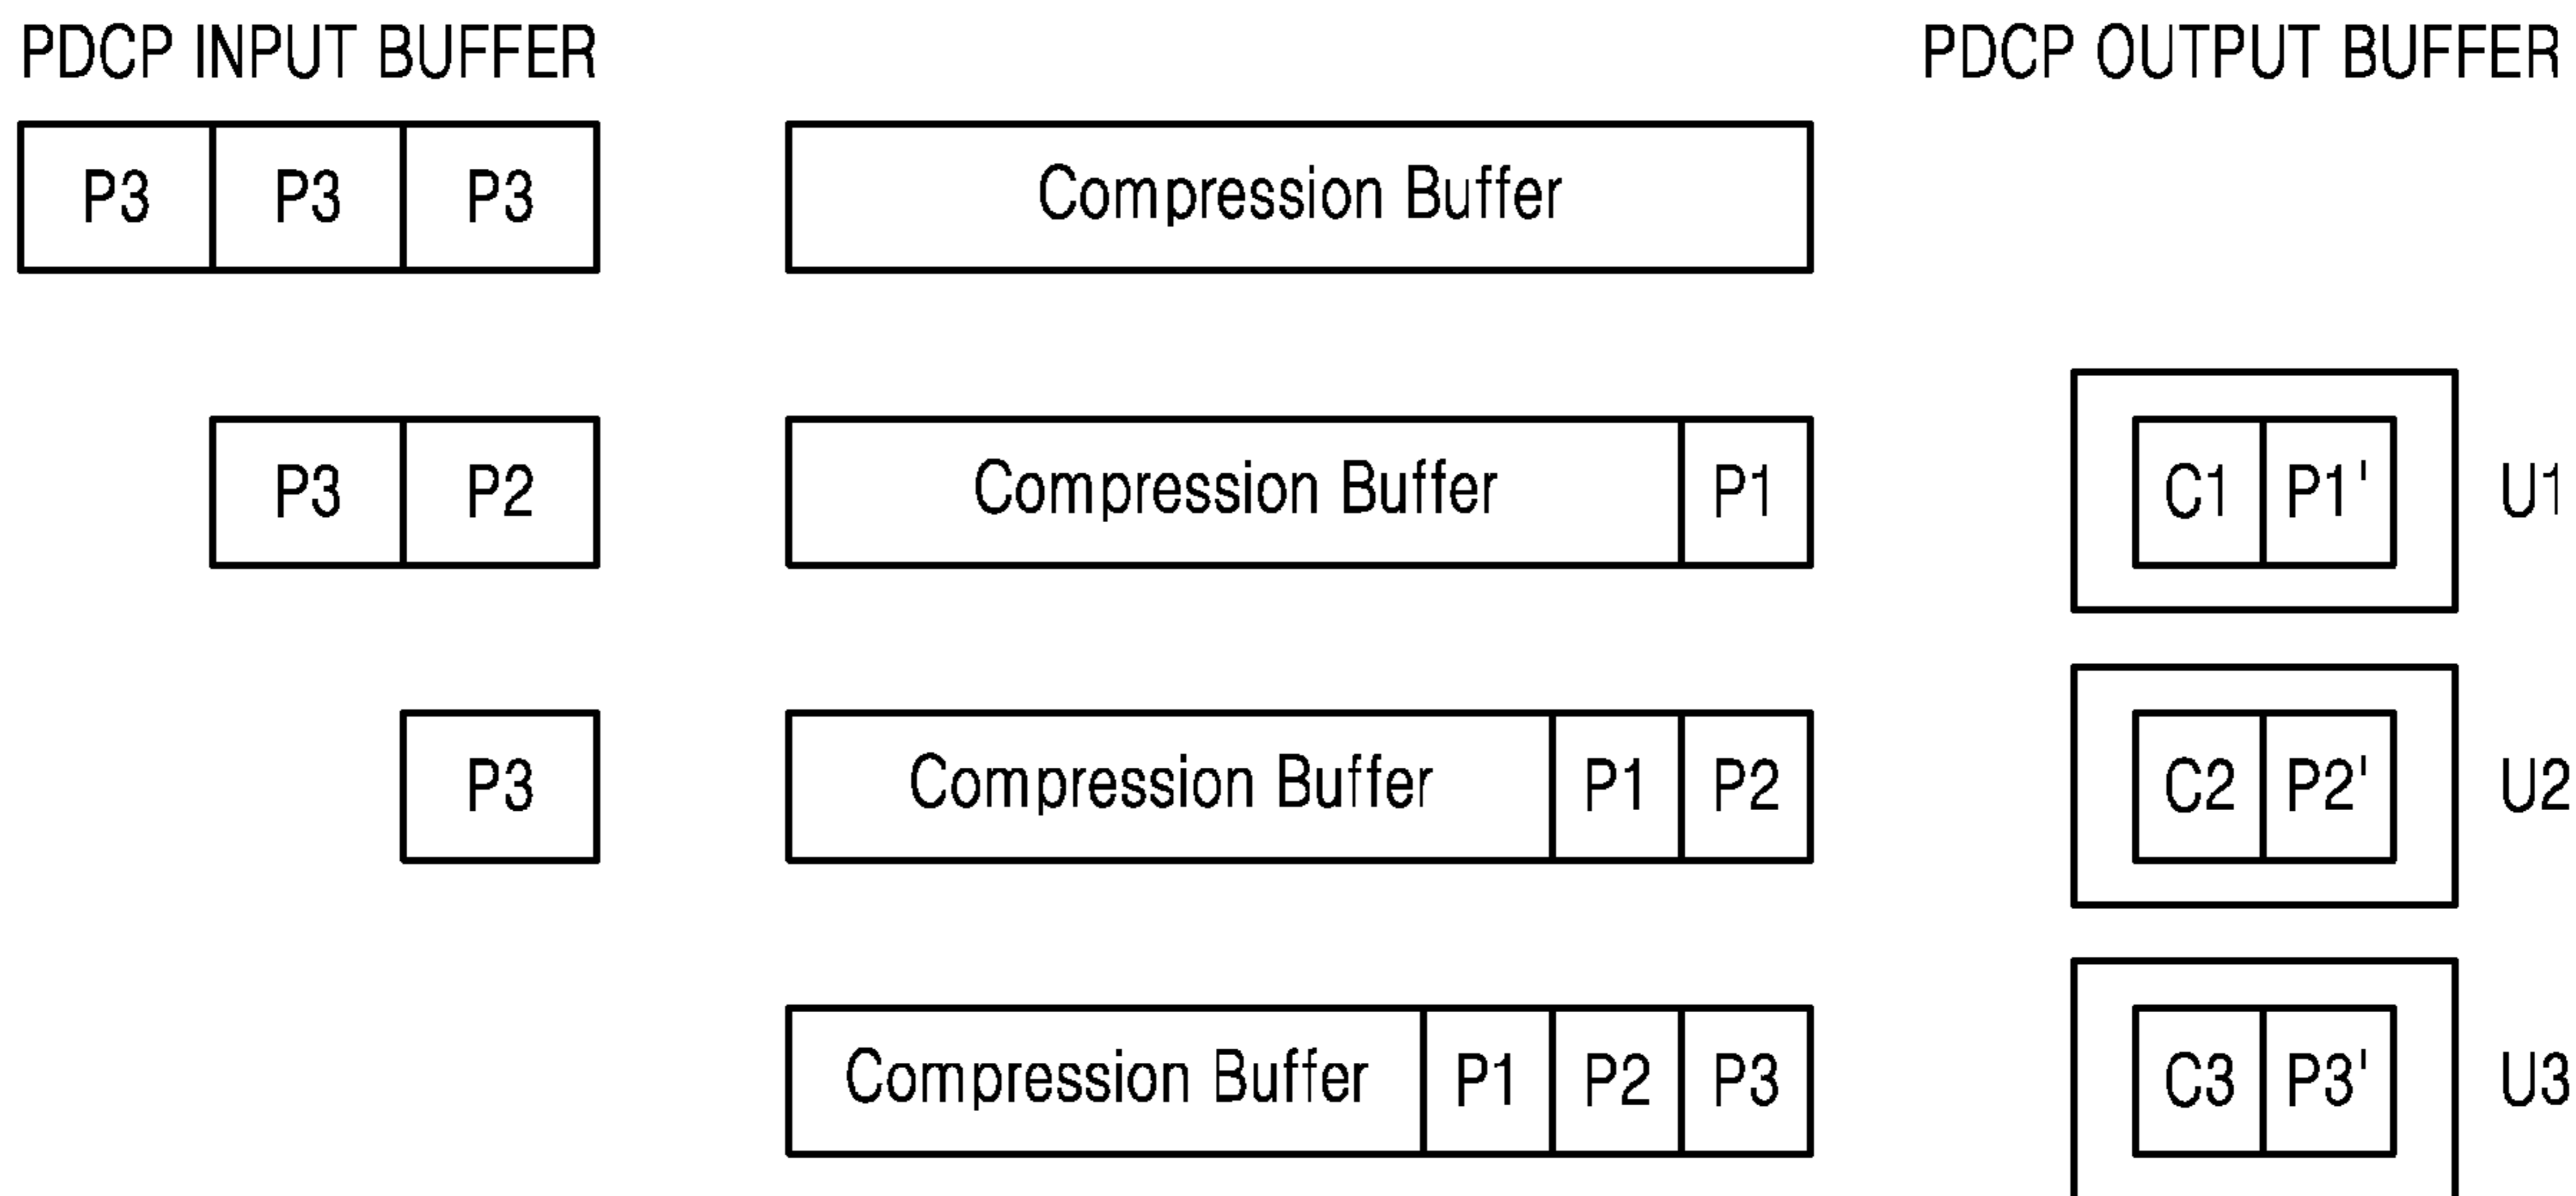 PDCP INPUT BUFFER PDCP OUTPUT BUFFER
P3 P3 P3 Compression Buffer
P3 P2 Compression Buffer P1 C1 P1' U1
P3 Compression Buffer P1 P2 C2 P2' U2
Compression Buffer P1 P2 P3 C3 P3' U3